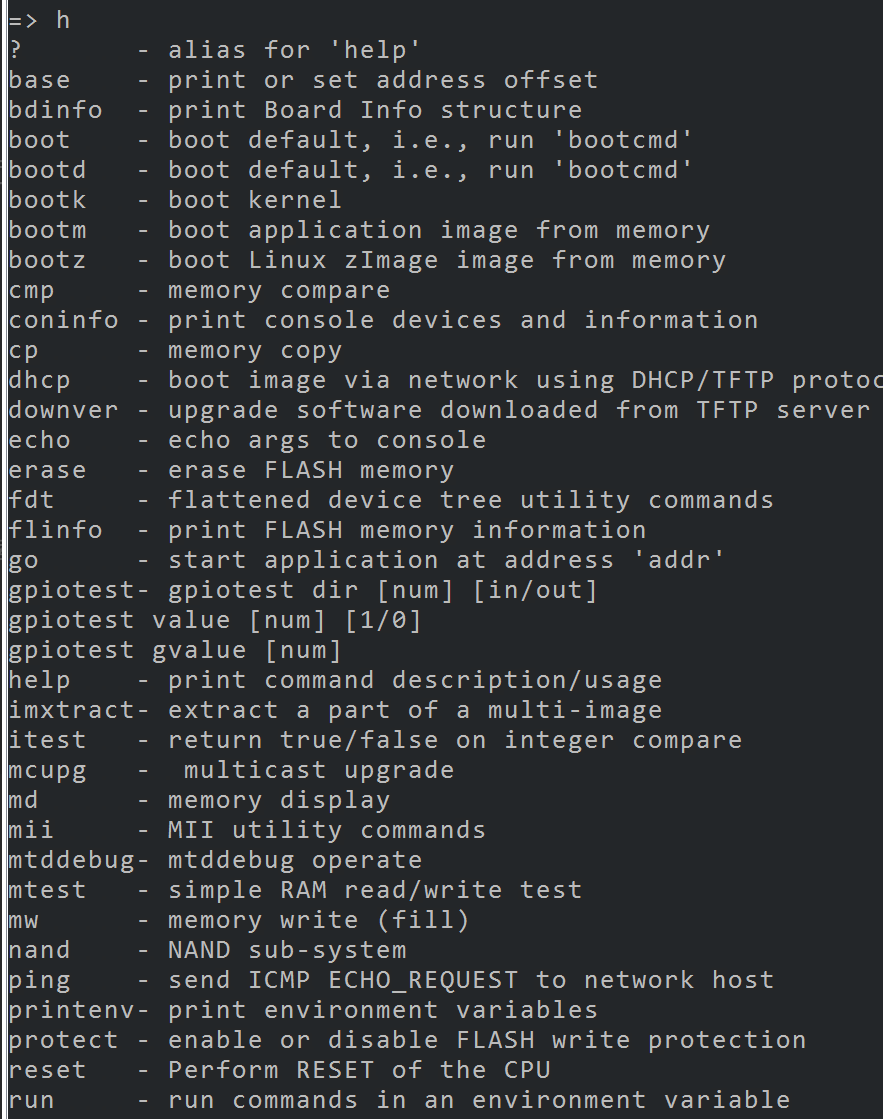 => h
?       - alias for 'help'
base    - print or set address offset
bdinfo  - print Board Info structure
boot    - boot default, i.e., run 'bootcmd'
bootd   - boot default, i.e., run 'bootcmd'
bootk   - boot kernel
bootm   - boot application image from memory
bootz   - boot Linux zImage image from memory
cmp     - memory compare
coninfo - print console devices and information
cp      - memory copy
dhcp    - boot image via network using DHCP/TFTP protoc
downver - upgrade software downloaded from TFTP server
echo    - echo args to console
erase   - erase FLASH memory
fdt     - flattened device tree utility commands
flinfo  - print FLASH memory information
go      - start application at address 'addr'
gpiotest- gpiotest dir [num] [in/out]
gpiotest value [num] [1/0]
gpiotest gvalue [num]
help    - print command description/usage
imxtract- extract a part of a multi-image
itest   - return true/false on integer compare
mcupg   -  multicast upgrade
md      - memory display
mii     - MII utility commands
mtddebug- mtddebug operate
mtest   - simple RAM read/write test
mw      - memory write (fill)
nand    - NAND sub-system
ping    - send ICMP ECHO_REQUEST to network host
printenv- print environment variables
protect - enable or disable FLASH write protection
reset   - Perform RESET of the CPU
run     - run commands in an environment variable